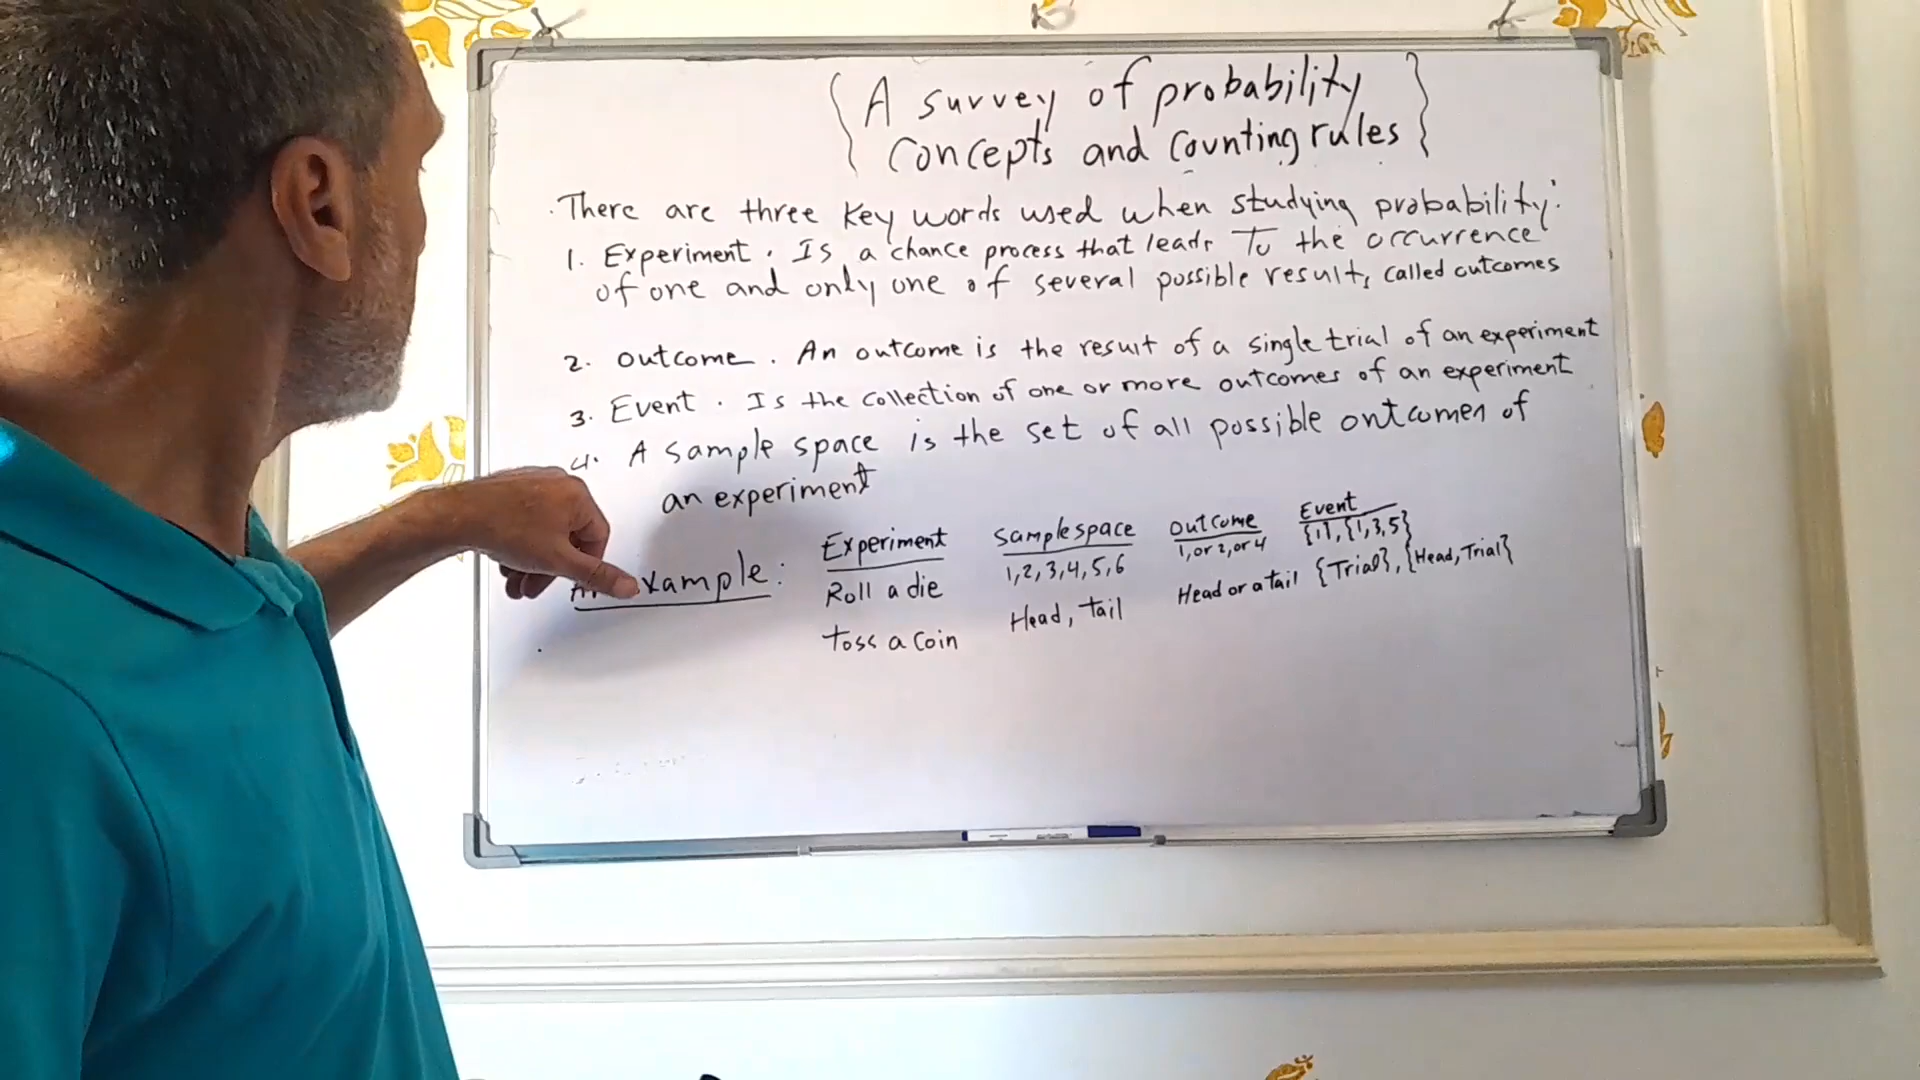 { A survey of probability
concepts and counting rules }
. There are three key words used when studying probability:
1. Experiment . Is a chance process that leads To the occurrence
of one and only one of several possible results called outcomes
2. outcome . An outcome is the result of a single trial of an experiment
3. Event . Is the collection of one or more outcomes of an experiment
4. A sample space is the set of all possible outcomes of
an experiment
Experiment sample space outcome Event
xample: Roll a die 1,2,3,4,5,6 1, or 2, or 4 {1}, {1,3,5}
Toss a coin Head, tail Head or a tail {Trial}, {Head, Trial}